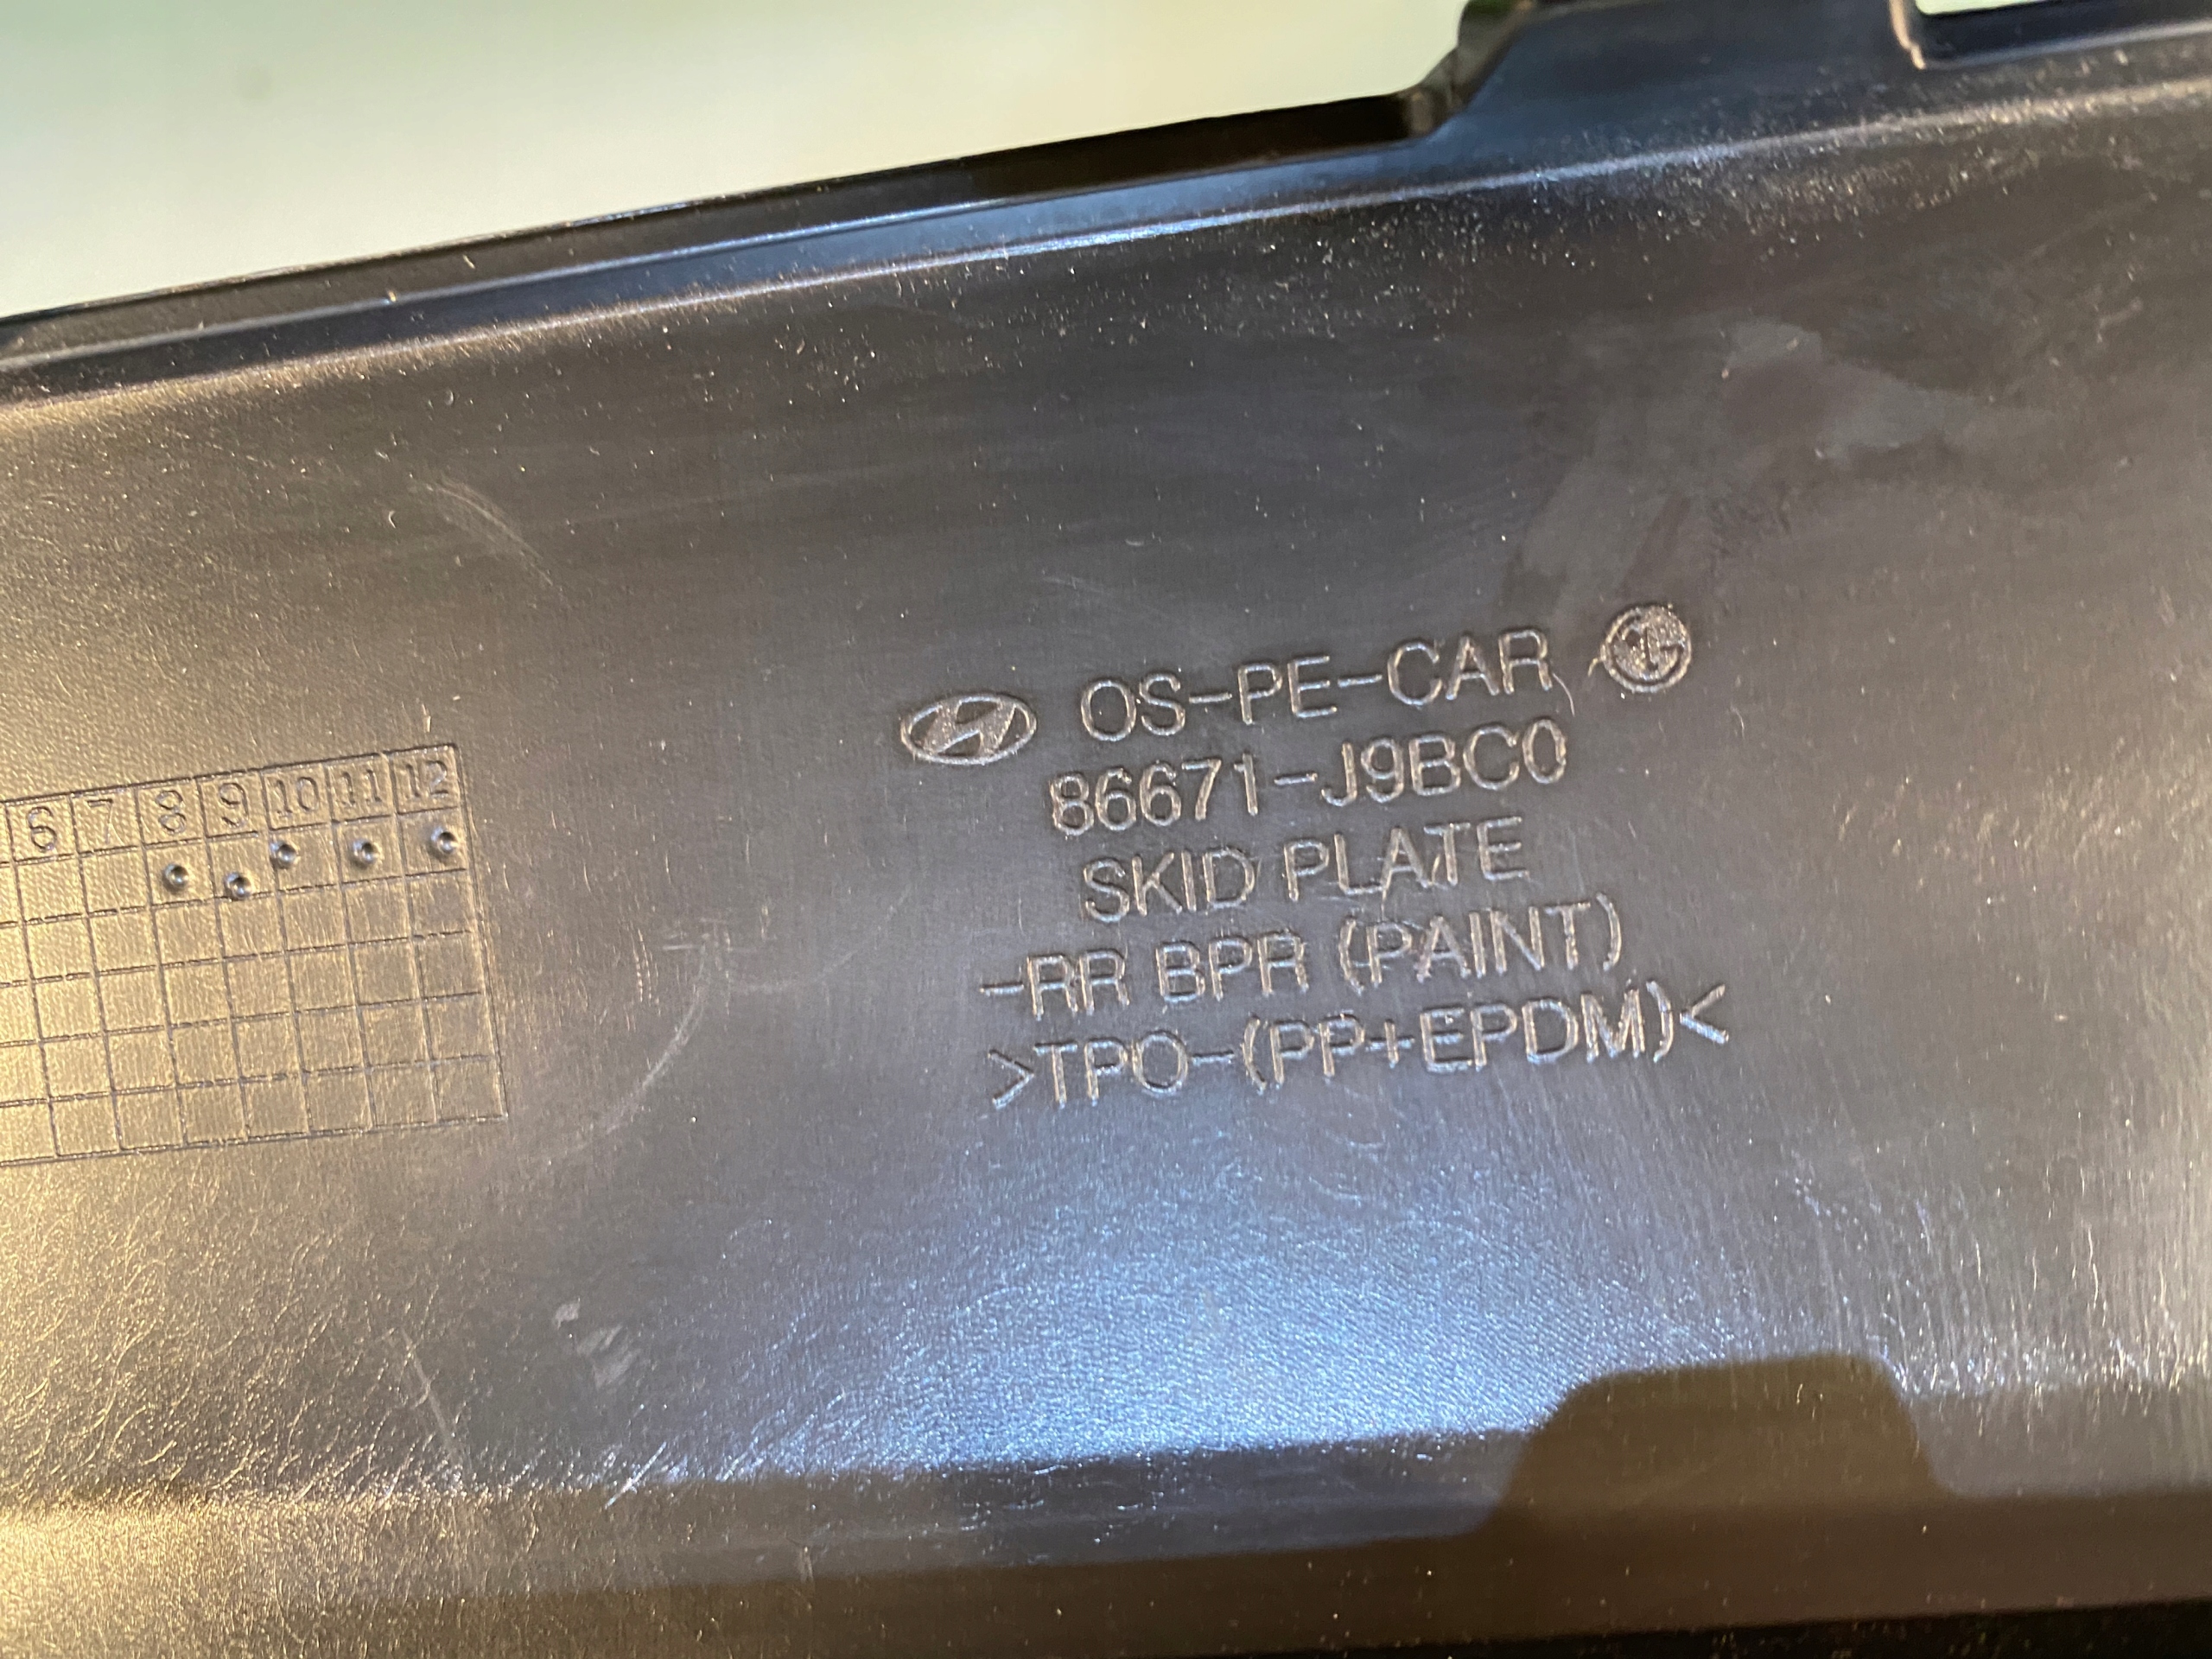 6 7 8 9 10 11 12
OS-PE-CAR
86671-J9BC0
SKID PLATE
-RR BPR (PAINT)
>TPO-(PP+EPDM)<